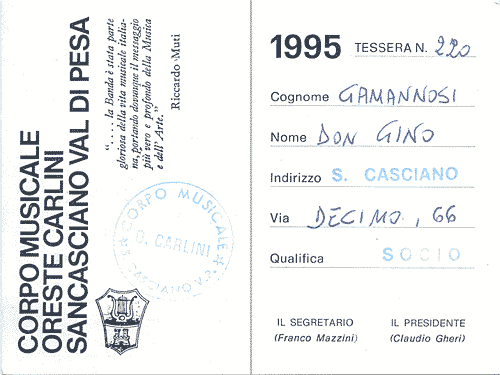 CORPO MUSICALE
ORESTE CARLINI
SANCASCIANO VAL DI PESA
“. . . . la Banda è stata parte
gloriosa della vita musicale italia-
na, portando dovunque il messaggio
più vero e profondo della Musica
e dell' Arte.”
Riccardo Muti
CORPO MUSICALE
O. CARLINI
S. CASCIANO V.P.
1995 TESSERA N. 220
Cognome GAMANNOSI
Nome DON GINO
Indirizzo S. CASCIANO
Via DECIMO, 66
Qualifica SOCIO
IL SEGRETARIO
(Franco Mazzini)
IL PRESIDENTE
(Claudio Gheri)